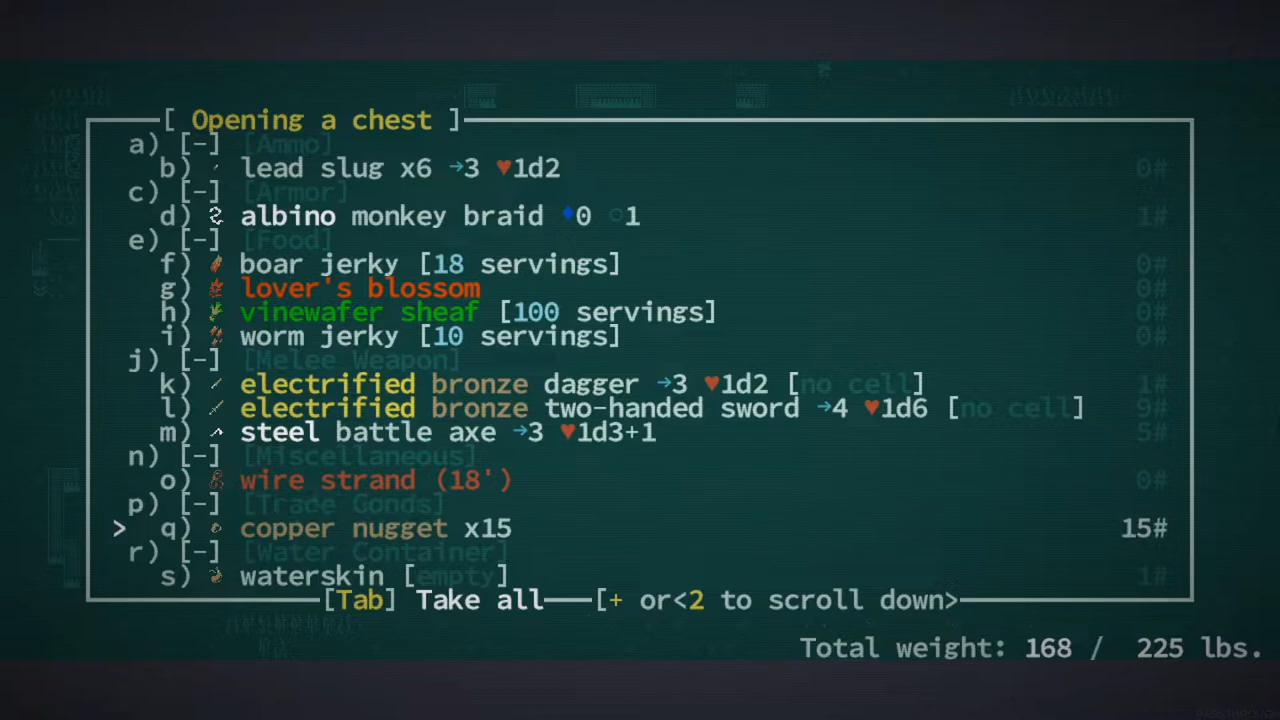 [ Opening a chest ]
a) [-] [Ammo]
b) lead slug x6 →3 ♥1d2 0#
c) [-] [Armor]
d) albino monkey braid ♦0 ○1 1#
e) [-] [Food]
f) boar jerky [18 servings] 0#
g) lover's blossom 0#
h) vinewafer sheaf [100 servings] 0#
i) worm jerky [10 servings] 0#
j) [-] [Melee Weapon]
k) electrified bronze dagger →3 ♥1d2 [no cell] 1#
l) electrified bronze two-handed sword →4 ♥1d6 [no cell] 9#
m) steel battle axe →3 ♥1d3+1 5#
n) [-] [Miscellaneous]
o) wire strand (18') 0#
p) [-] [Trade Goods]
> q) copper nugget x15 15#
r) [-] [Water Container]
s) waterskin [empty] 1#
[Tab] Take all [+ or<2 to scroll down>
Total weight: 168 / 225 lbs.